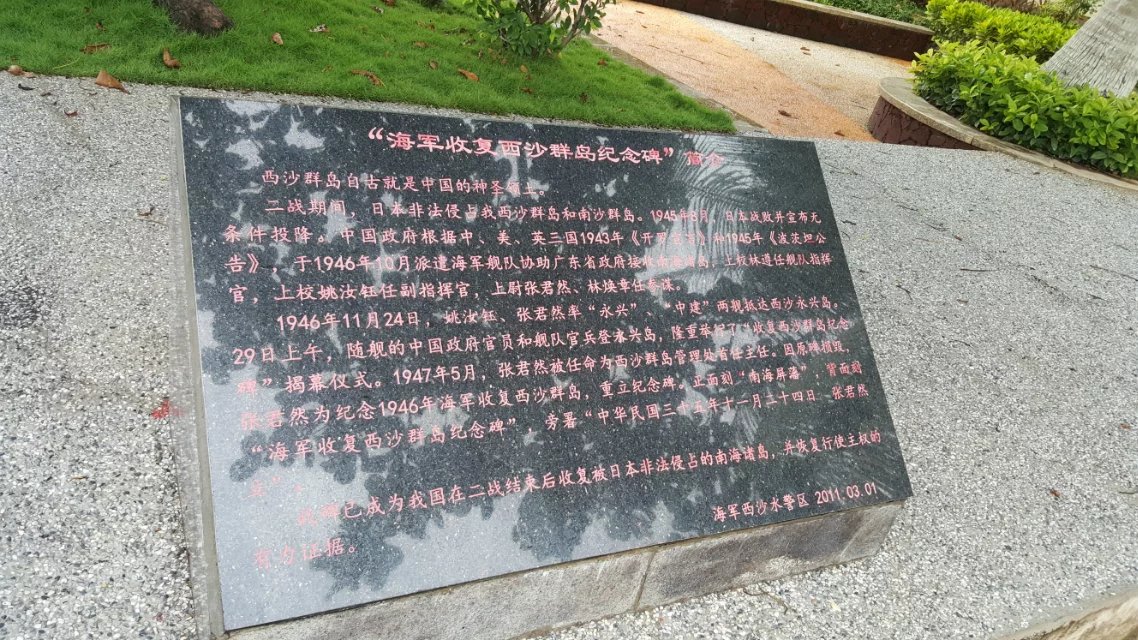 “海军收复西沙群岛纪念碑”简介
西沙群岛自古就是中国的神圣领土。
二战期间，日本非法侵占我西沙群岛和南沙群岛。1945年8月，日本战败并宣布无
条件投降。中国政府根据中、美、英三国1943年《开罗宣言》和1945年《波茨坦公
告》，于1946年10月派遣海军舰队协助广东省政府接收南海诸岛。上校林遵任舰队指挥
官，上校姚汝钰任副指挥官，上尉张君然、林焕章任参谋。
1946年11月24日，姚汝钰、张君然率“永兴”、“中建”两舰抵达西沙永兴岛。
29日上午，随舰的中国政府官员和舰队官兵登永兴岛，隆重举行了“收复西沙群岛纪念
碑”揭幕仪式。1947年5月，张君然被任命为西沙群岛管理处首任主任。因原碑损毁，
张君然为纪念1946年海军收复西沙群岛，重立纪念碑。正面刻“南海屏藩”，背面刻
“海军收复西沙群岛纪念碑”，旁署“中华民国三十五年十一月二十四日 张君然
立”。
此碑已成为我国在二战结束后收复被日本非法侵占的南海诸岛，并恢复行使主权的
有力证据。
海军西沙水警区 2011.03.01